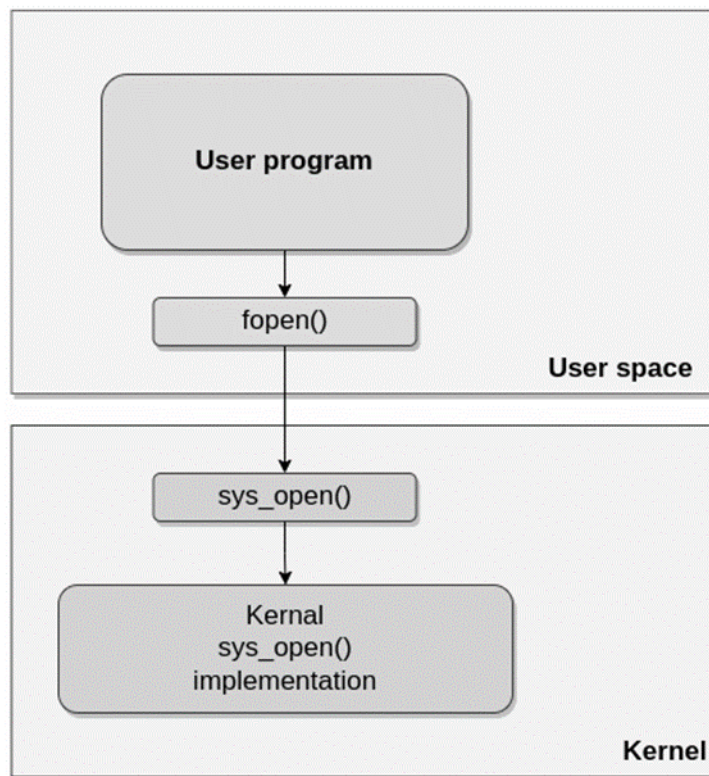 User program
fopen()
User space
sys_open()
Kernal
sys_open()
implementation
Kernel